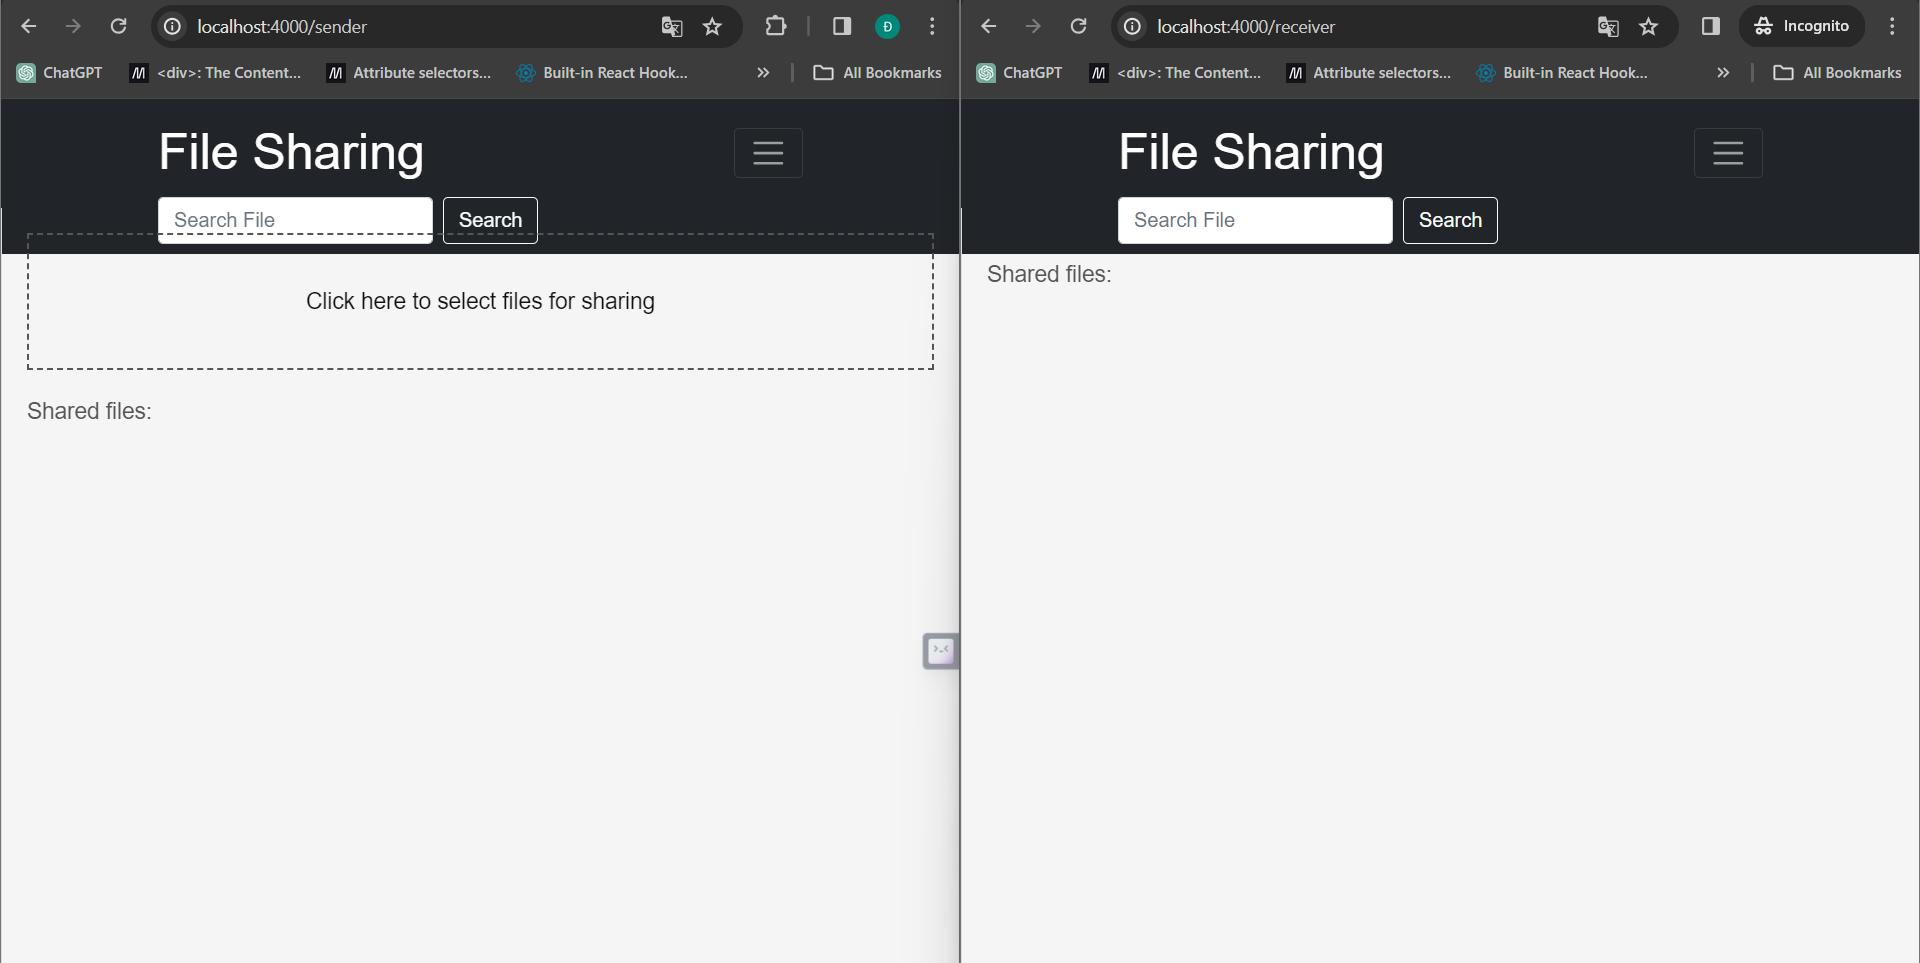 localhost:4000/sender
Đ
ChatGPT
<div>: The Content...
Attribute selectors...
Built-in React Hook...
»
All Bookmarks
File Sharing
Search File
Search
Click here to select files for sharing
Shared files:
localhost:4000/receiver
Incognito
ChatGPT
<div>: The Content...
Attribute selectors...
Built-in React Hook...
»
All Bookmarks
File Sharing
Search File
Search
Shared files: